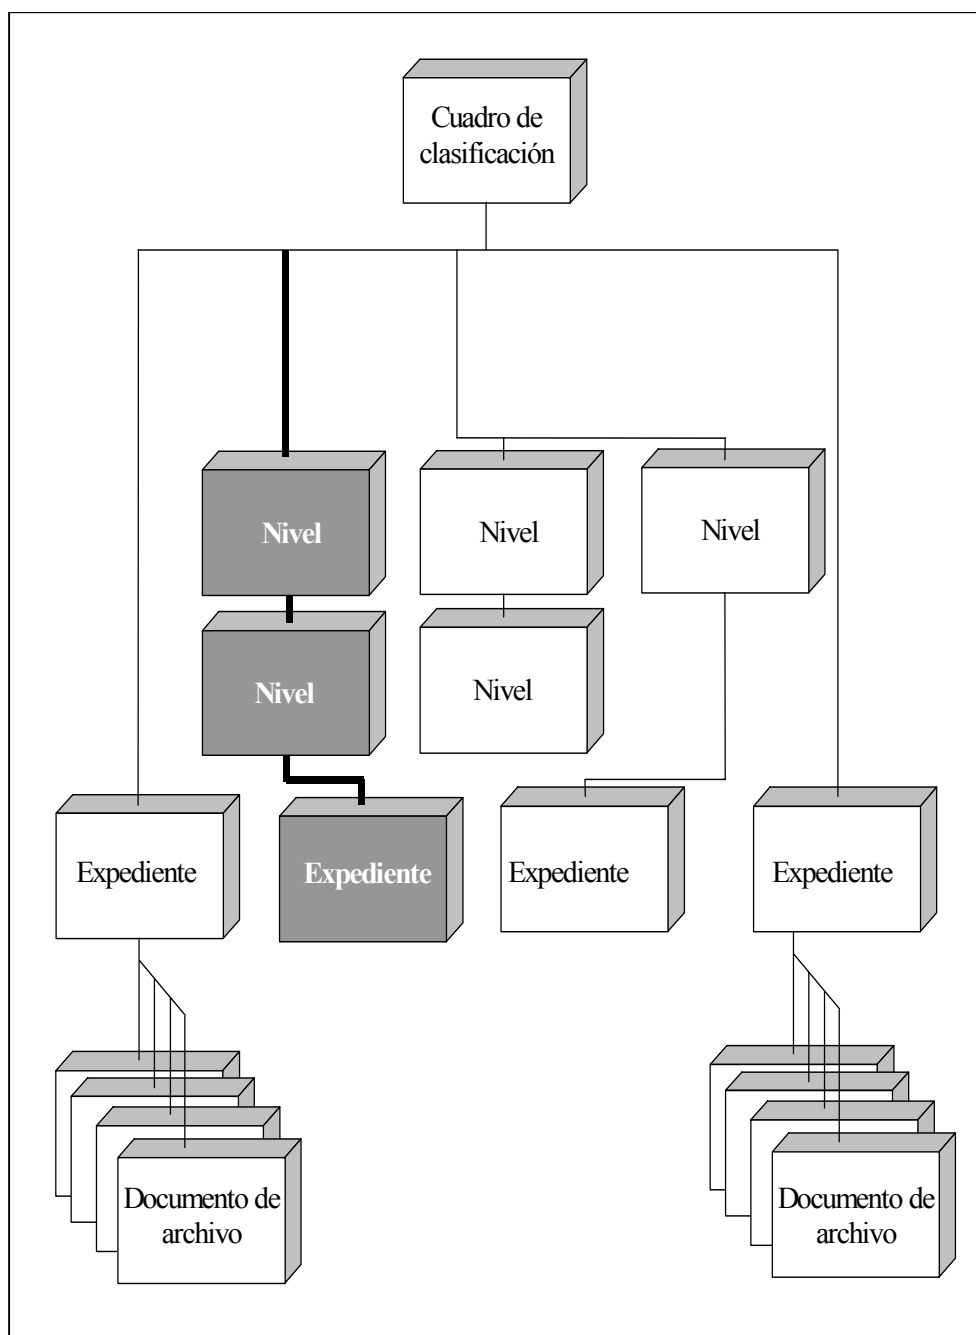 Cuadro de
clasificación
Nivel
Nivel
Nivel
Nivel
Nivel
Expediente
Expediente
Expediente
Expediente
Documento de
archivo
Documento de
archivo